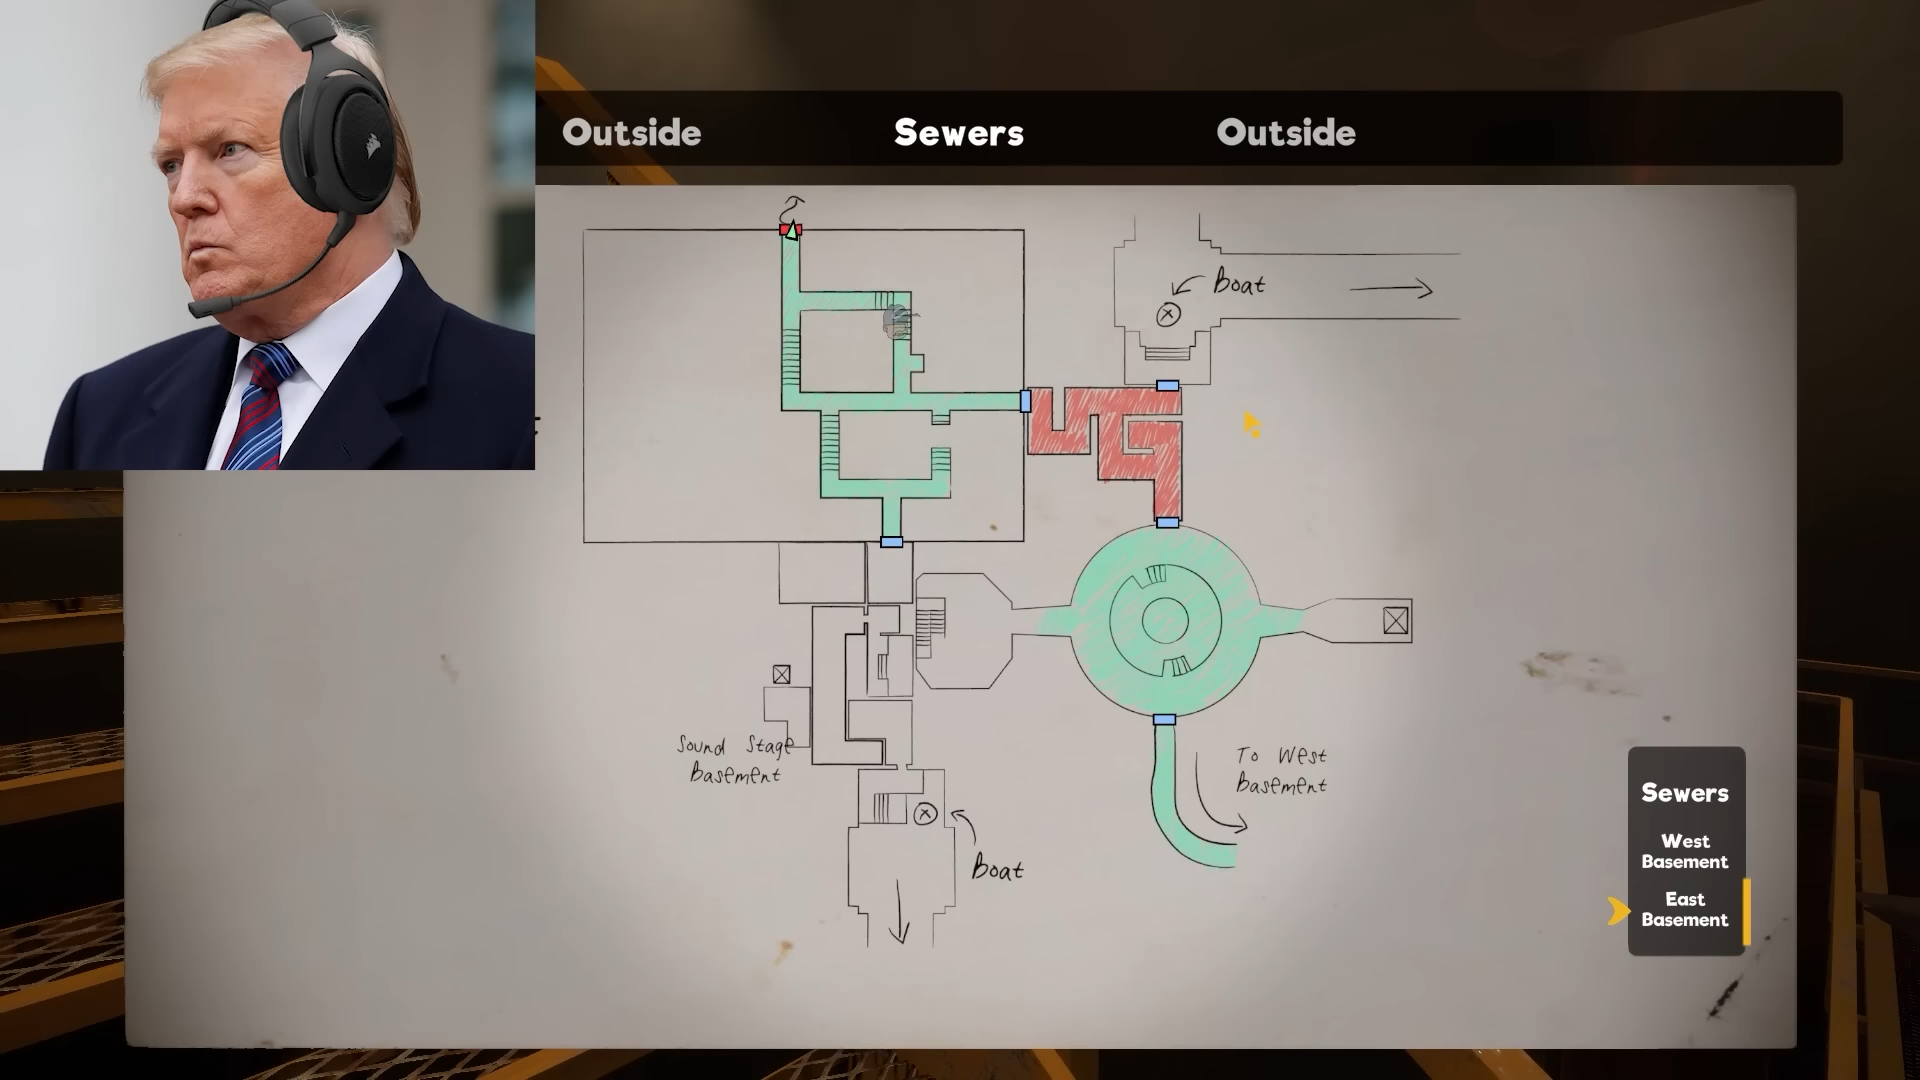 Outside
Sewers
Outside
Boat
Sound Stage
Basement
To West
Basement
Boat
Sewers
West
Basement
East
Basement